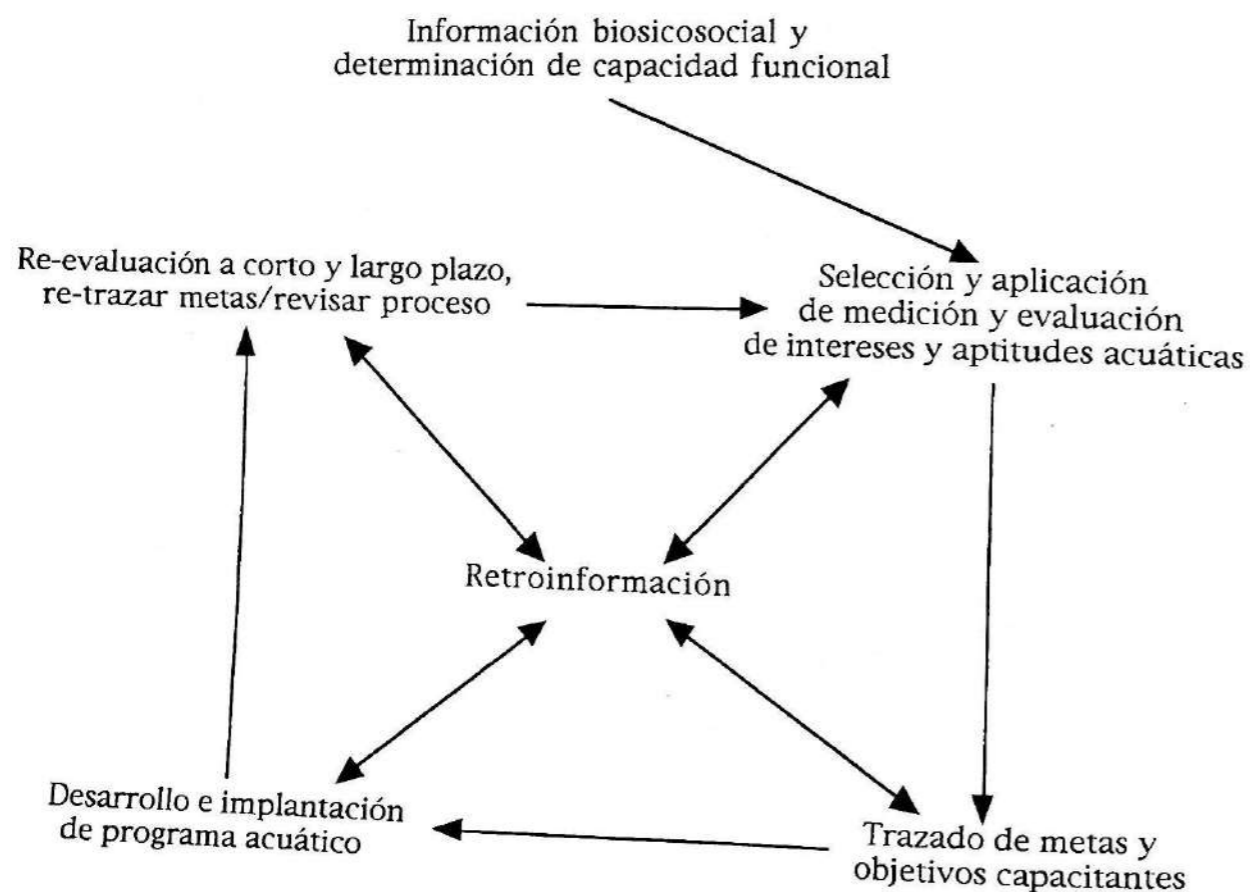 Información biosicosocial y
determinación de capacidad funcional
Re-evaluación a corto y largo plazo,
re-trazar metas/revisar proceso
Selección y aplicación
de medición y evaluación
de intereses y aptitudes acuáticas
Retroinformación
Desarrollo e implantación
de programa acuático
Trazado de metas y
objetivos capacitantes